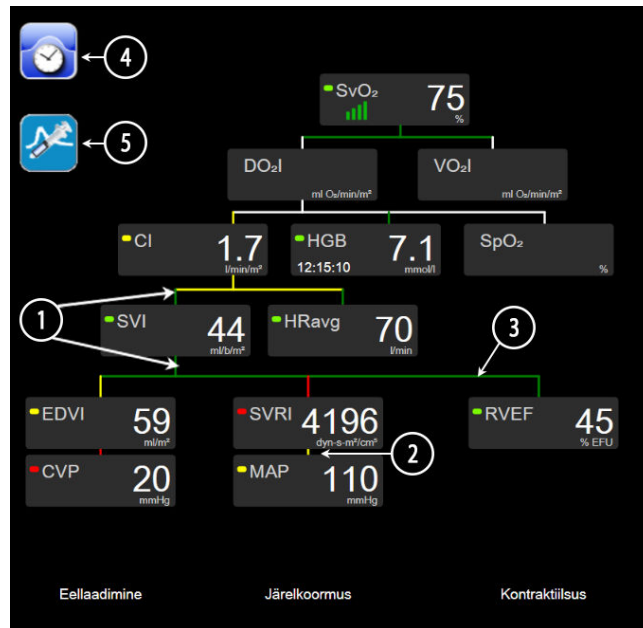 4
5
SvO₂ 75
%
DO₂I VO₂I
ml O₂/min/m² ml O₂/min/m²
CI 1.7 HGB 7.1 SpO₂
l/min/m² 12:15:10 mmol/l %
1
SVI 44 HRavg 70 3
ml/b/m² l/min
EDVI 59 SVRI 4196 RVEF 45
ml/m² dyn-s-m²/cm⁵ % EFU
2
CVP 20 MAP 110
mmHg mmHg
Eellaadimine Järelkoormus Kontraktiilsus